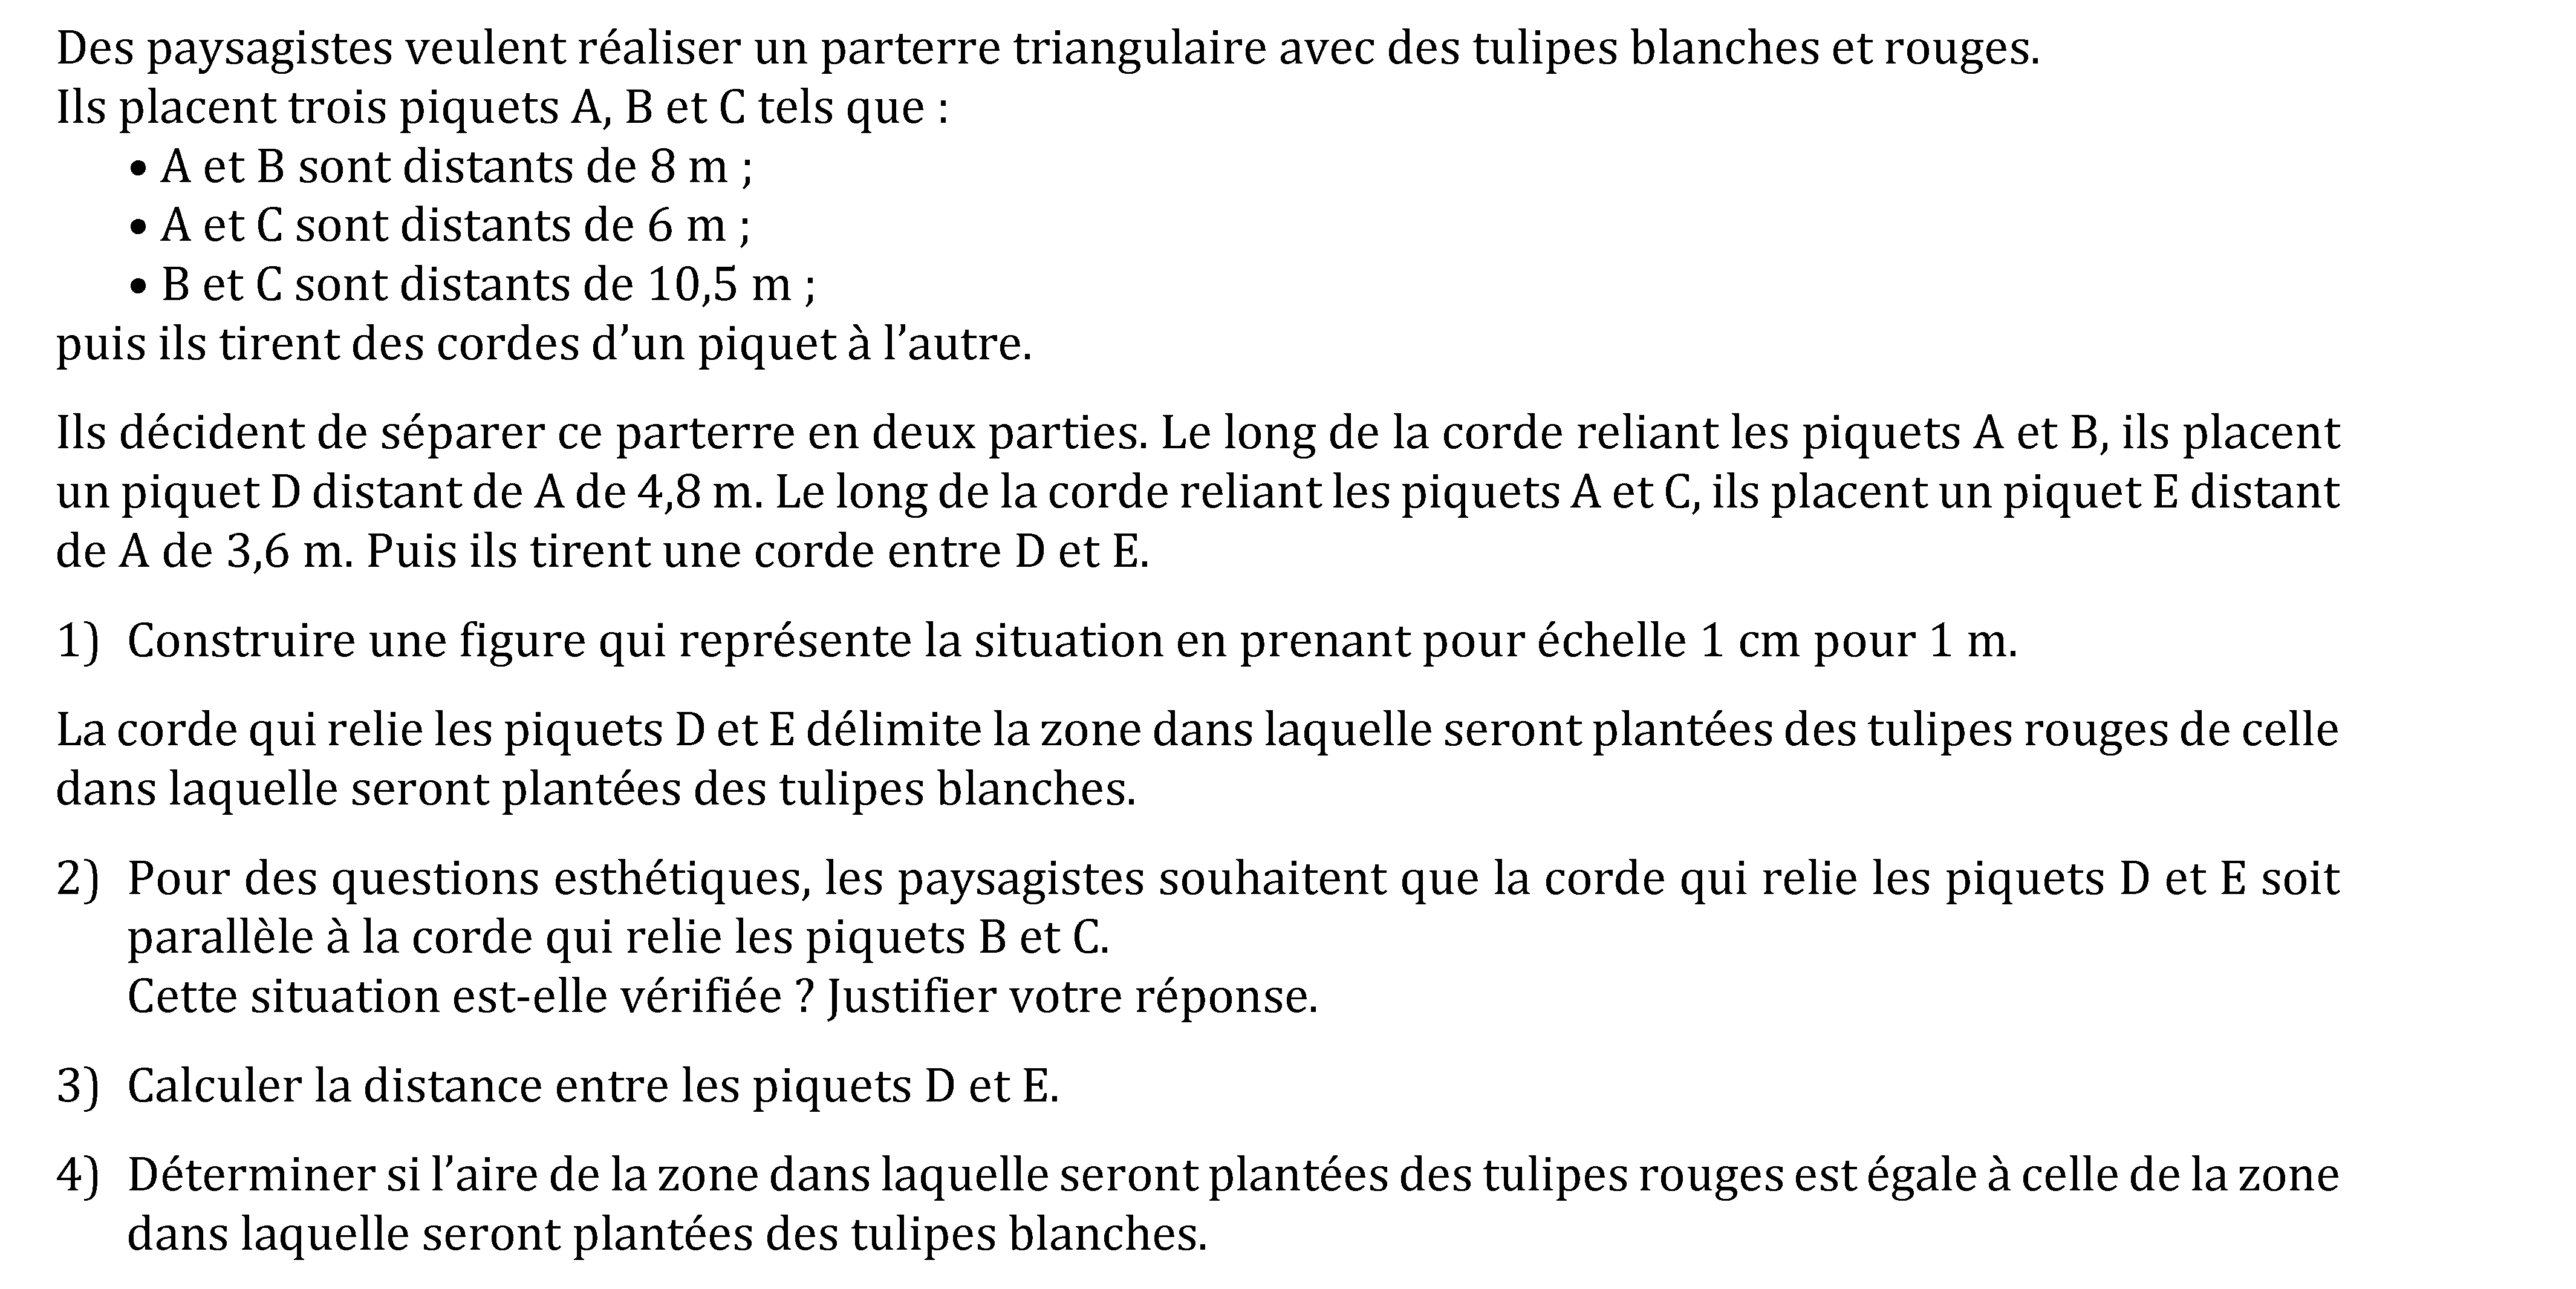 Des paysagistes veulent réaliser un parterre triangulaire avec des tulipes blanches et rouges.
Ils placent trois piquets A, B et C tels que :
• A et B sont distants de 8 m ;
• A et C sont distants de 6 m ;
• B et C sont distants de 10,5 m ;
puis ils tirent des cordes d’un piquet à l’autre.
Ils décident de séparer ce parterre en deux parties. Le long de la corde reliant les piquets A et B, ils placent
un piquet D distant de A de 4,8 m. Le long de la corde reliant les piquets A et C, ils placent un piquet E distant
de A de 3,6 m. Puis ils tirent une corde entre D et E.
1) Construire une figure qui représente la situation en prenant pour échelle 1 cm pour 1 m.
La corde qui relie les piquets D et E délimite la zone dans laquelle seront plantées des tulipes rouges de celle
dans laquelle seront plantées des tulipes blanches.
2) Pour des questions esthétiques, les paysagistes souhaitent que la corde qui relie les piquets D et E soit
parallèle à la corde qui relie les piquets B et C.
Cette situation est-elle vérifiée ? Justifier votre réponse.
3) Calculer la distance entre les piquets D et E.
4) Déterminer si l’aire de la zone dans laquelle seront plantées des tulipes rouges est égale à celle de la zone
dans laquelle seront plantées des tulipes blanches.